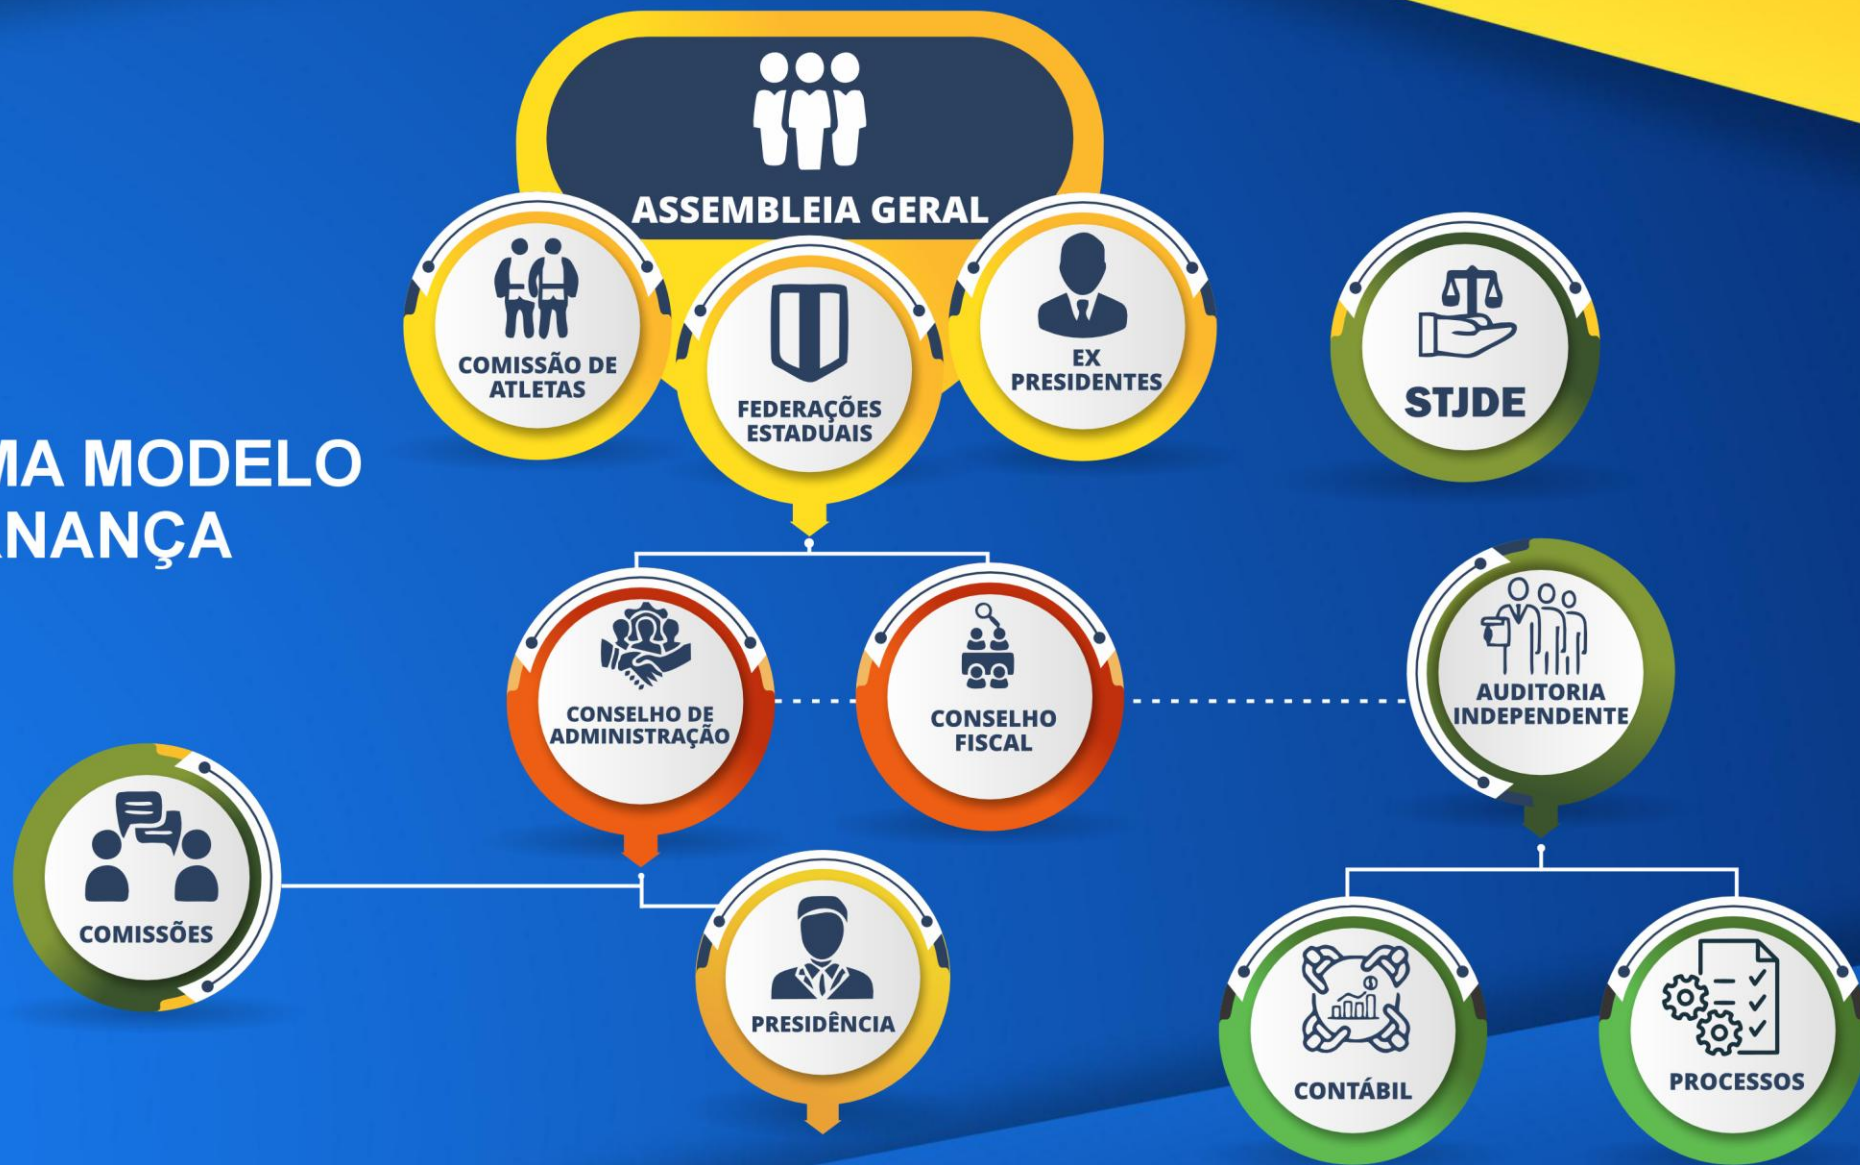 ASSEMBLEIA GERAL
COMISSÃO DE
ATLETAS
FEDERAÇÕES
ESTADUAIS
EX
PRESIDENTES
STJDE
MA MODELO
NANÇA
CONSELHO DE
ADMINISTRAÇÃO
CONSELHO
FISCAL
AUDITORIA
INDEPENDENTE
COMISSÕES
PRESIDÊNCIA
CONTÁBIL
PROCESSOS